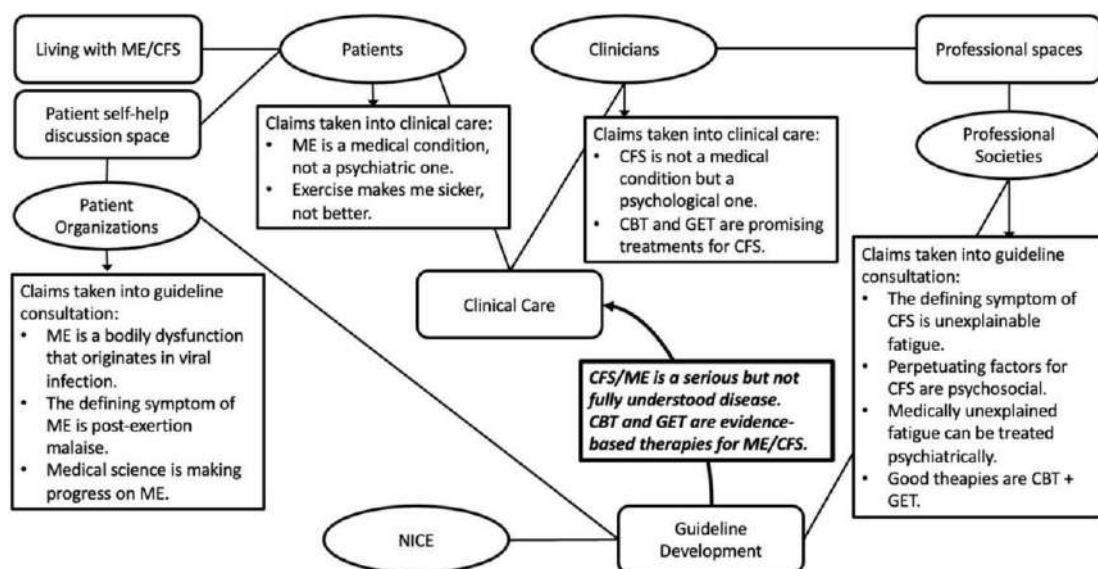 Living with ME/CFS
Patients
Clinicians
Professional spaces
Patient self-help
discussion space
Claims taken into clinical care:
• ME is a medical condition,
not a psychiatric one.
• Exercise makes me sicker,
not better.
Claims taken into clinical care:
• CFS is not a medical
condition but a
psychological one.
• CBT and GET are promising
treatments for CFS.
Professional
Societies
Patient
Organizations
Claims taken into guideline
consultation:
• ME is a bodily dysfunction
that originates in viral
infection.
• The defining symptom of
ME is post-exertion
malaise.
• Medical science is making
progress on ME.
Clinical Care
CFS/ME is a serious but not
fully understood disease.
CBT and GET are evidence-
based therapies for ME/CFS.
Claims taken into guideline
consultation:
• The defining symptom of
CFS is unexplainable
fatigue.
• Perpetuating factors for
CFS are psychosocial.
• Medically unexplained
fatigue can be treated
psychiatrically.
• Good theapies are CBT +
GET.
NICE
Guideline
Development